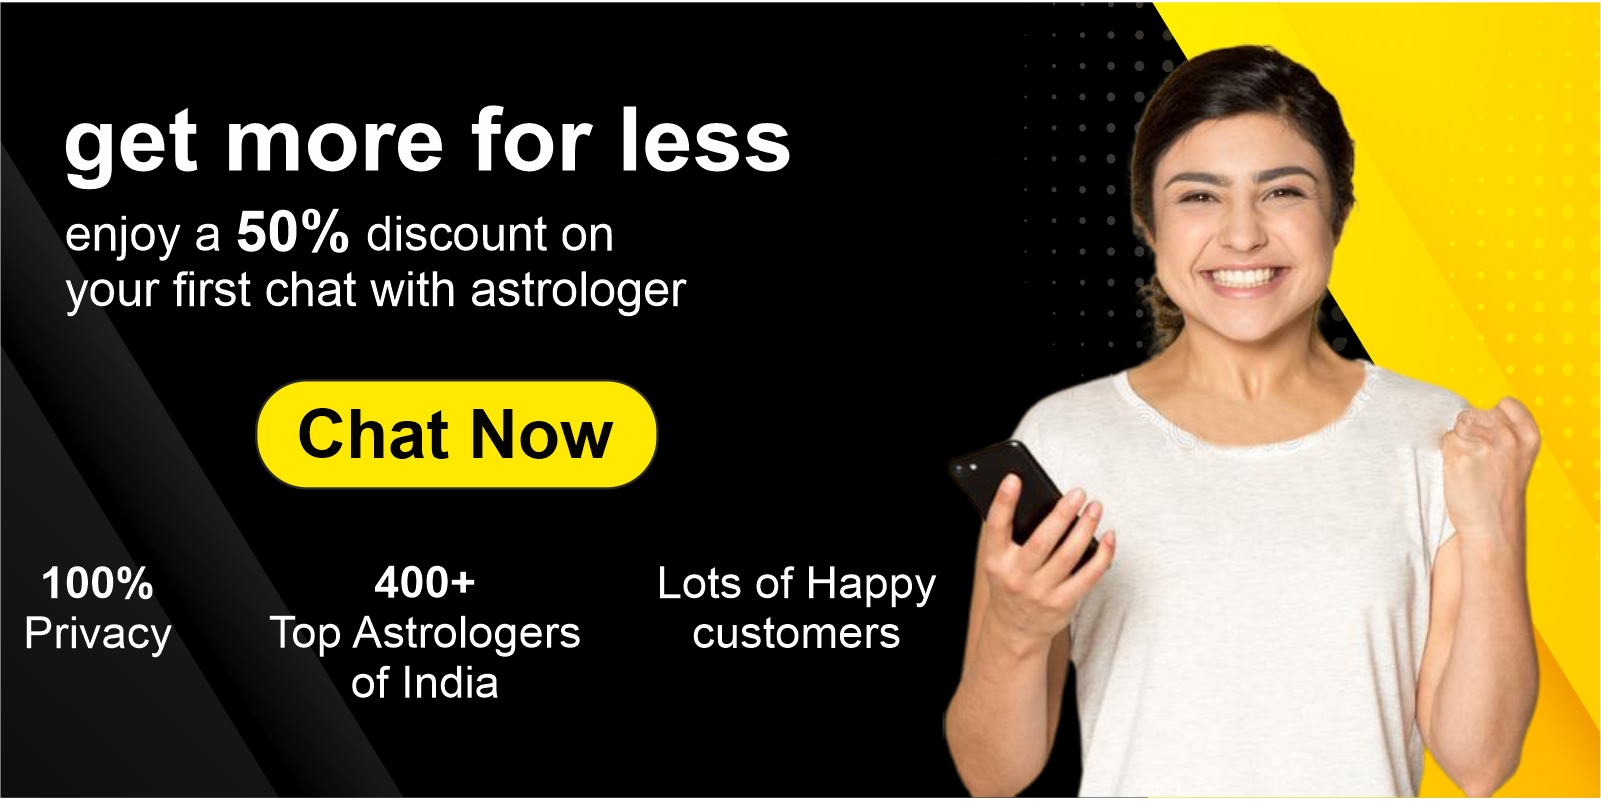 get more for less
enjoy a 50% discount on
your first chat with astrologer
Chat Now
100%
Privacy
400+
Top Astrologers
of India
Lots of Happy
customers